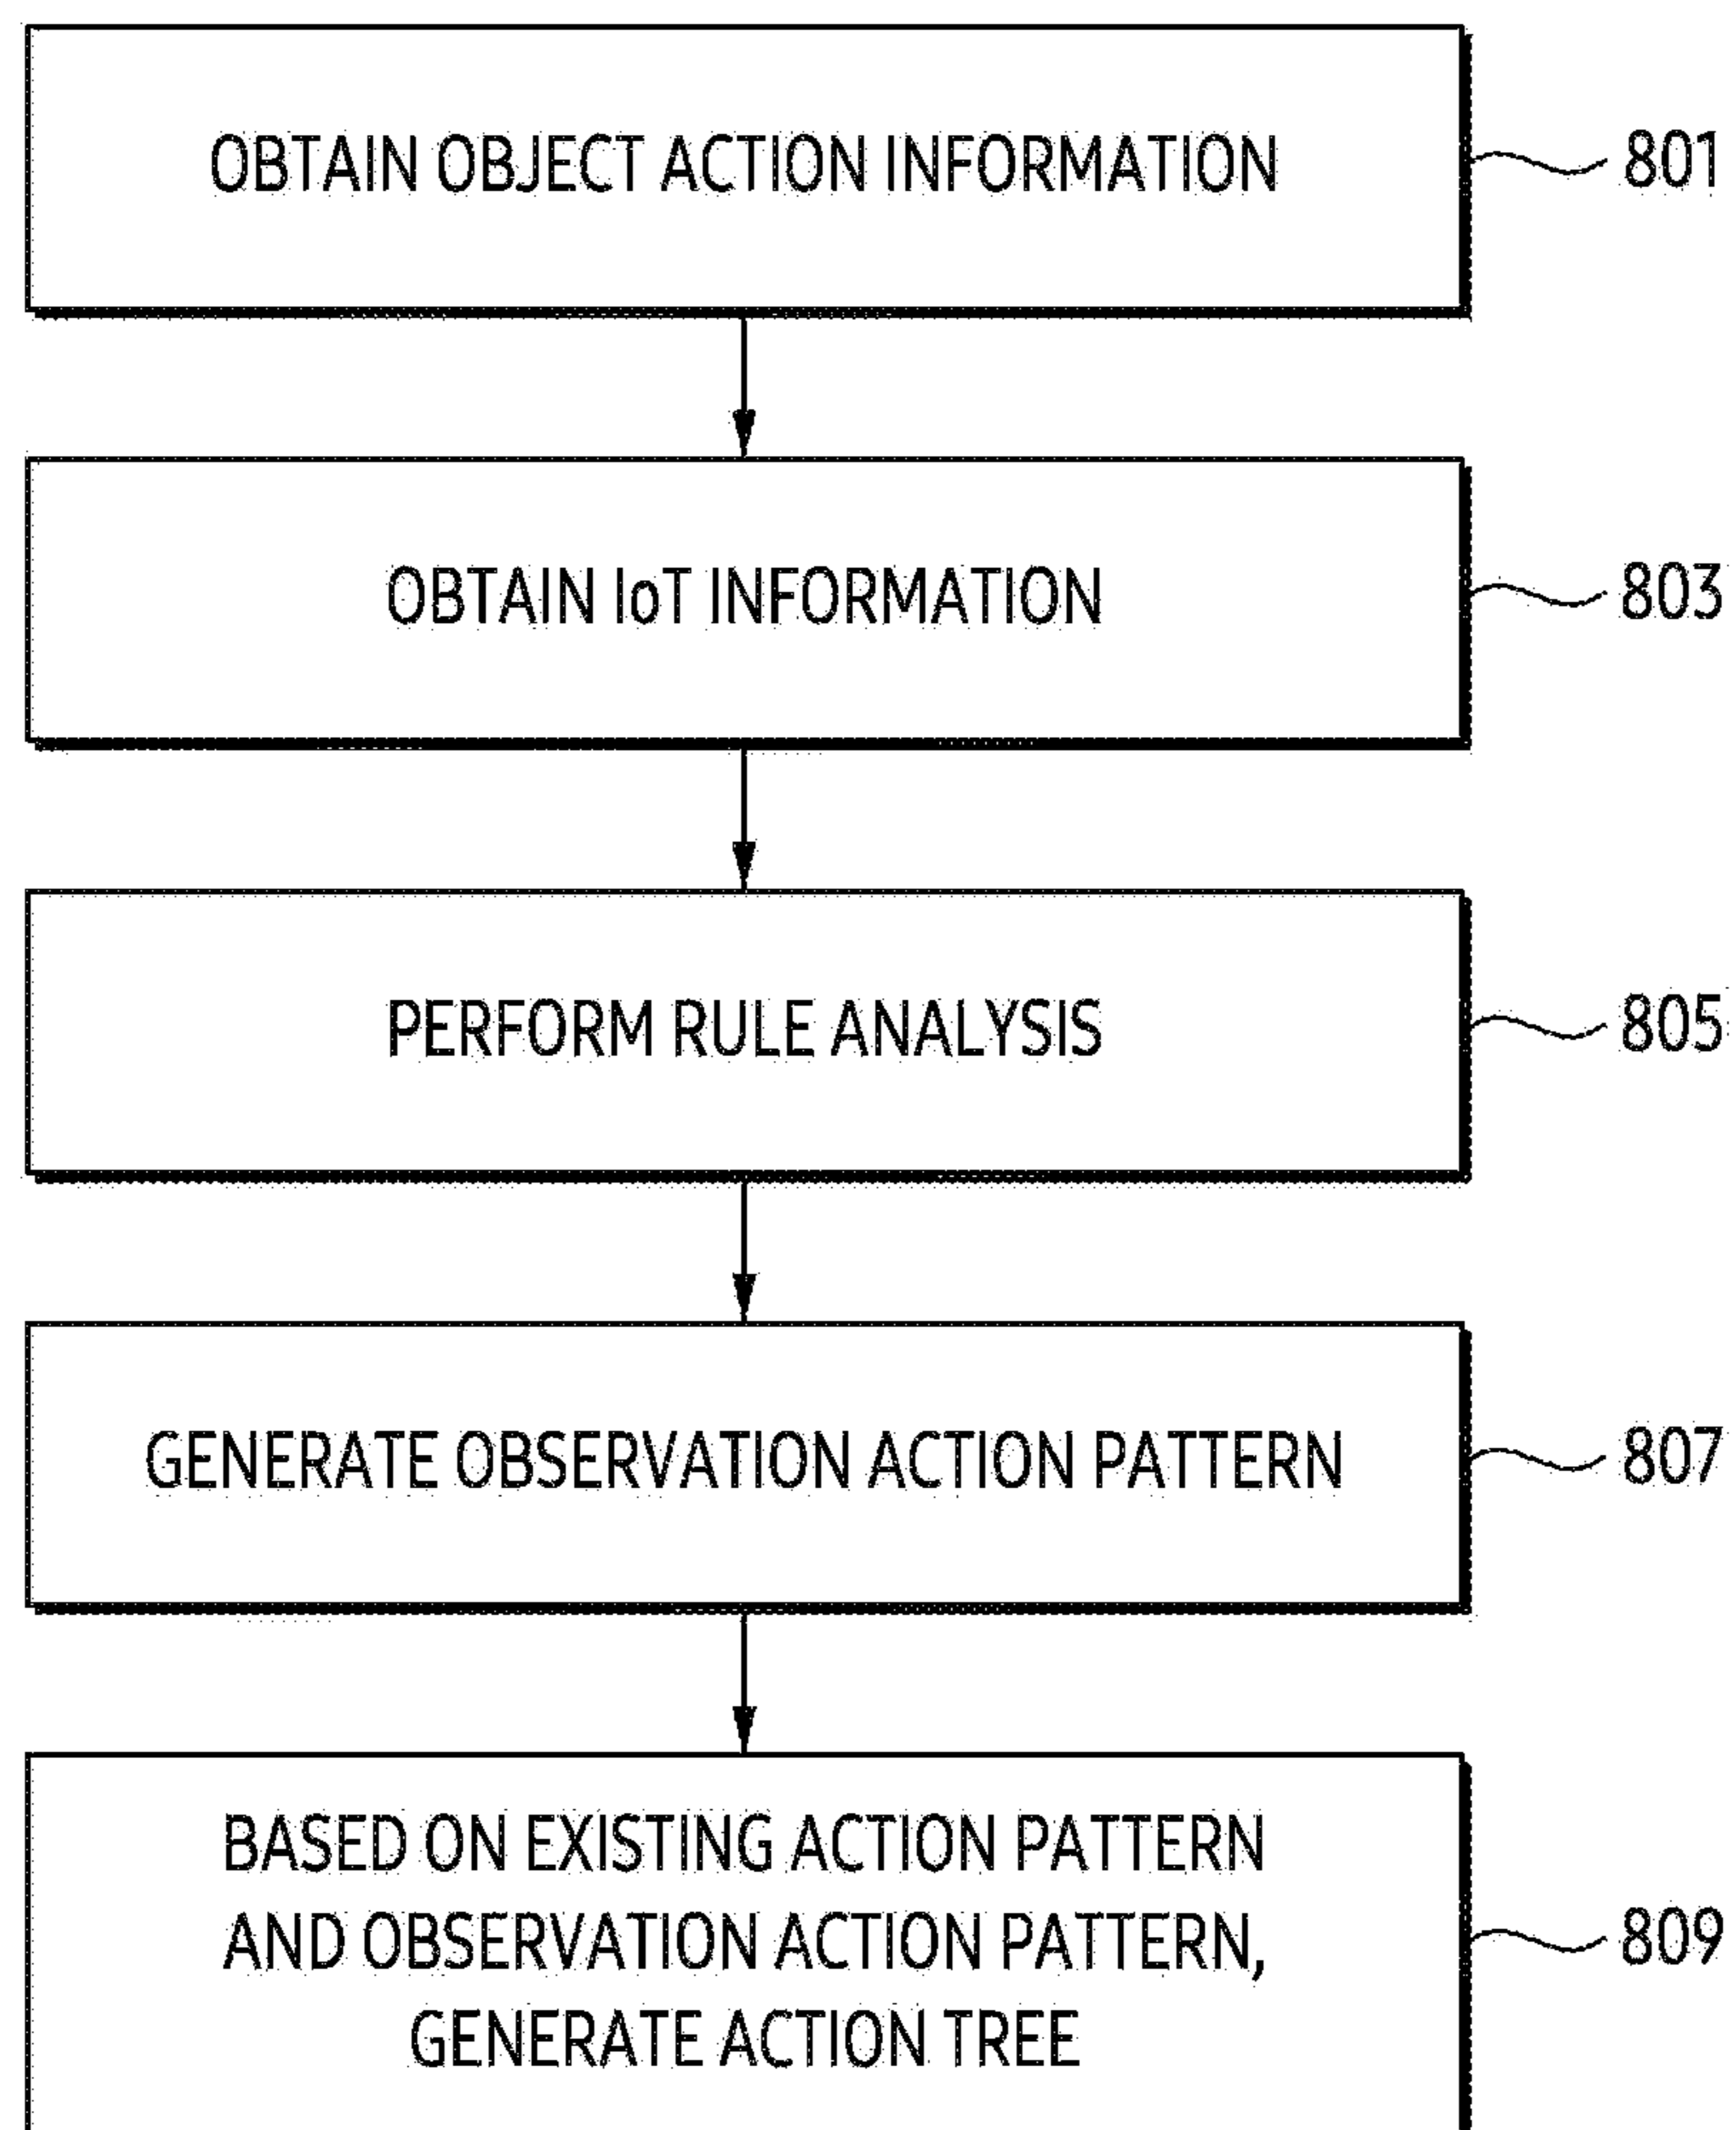 OBTAIN OBJECT ACTION INFORMATION
801
OBTAIN IoT INFORMATION
803
PERFORM RULE ANALYSIS
805
GENERATE OBSERVATION ACTION PATTERN
807
BASED ON EXISTING ACTION PATTERN
AND OBSERVATION ACTION PATTERN,
GENERATE ACTION TREE
809